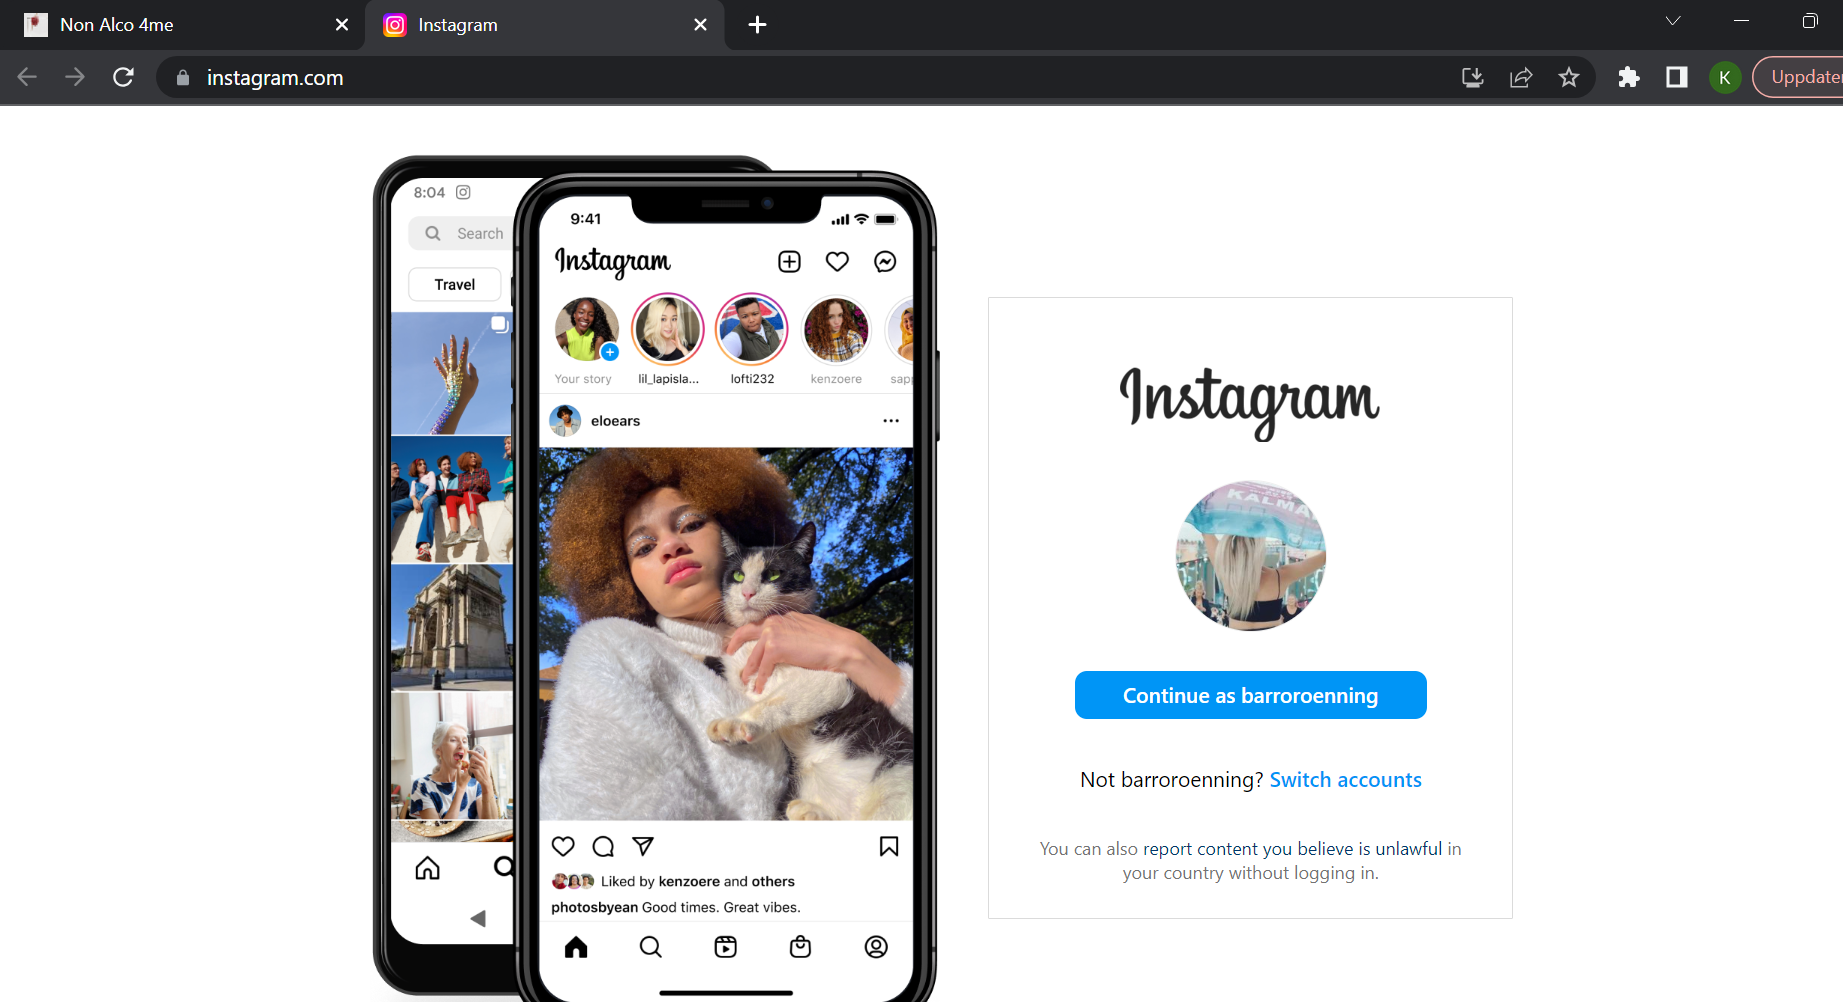 Non Alco 4me
Instagram
instagram.com
K
Uppdater
8:04
Search
Travel
9:41
Instagram
Your story
lil_lapisla...
lofti232
kenzoere
sapp
eloears
Liked by kenzoere and others
photosbyean Good times. Great vibes.
Instagram
KALMA
Continue as barroroenning
Not barroroenning? Switch accounts
You can also report content you believe is unlawful in
your country without logging in.